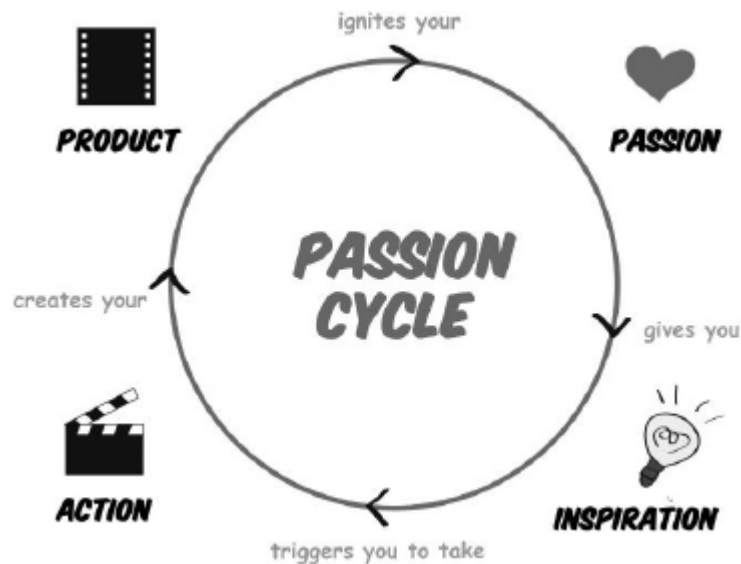 ignites your
PRODUCT
PASSION
PASSION
CYCLE
creates your
gives you
ACTION
INSPIRATION
triggers you to take